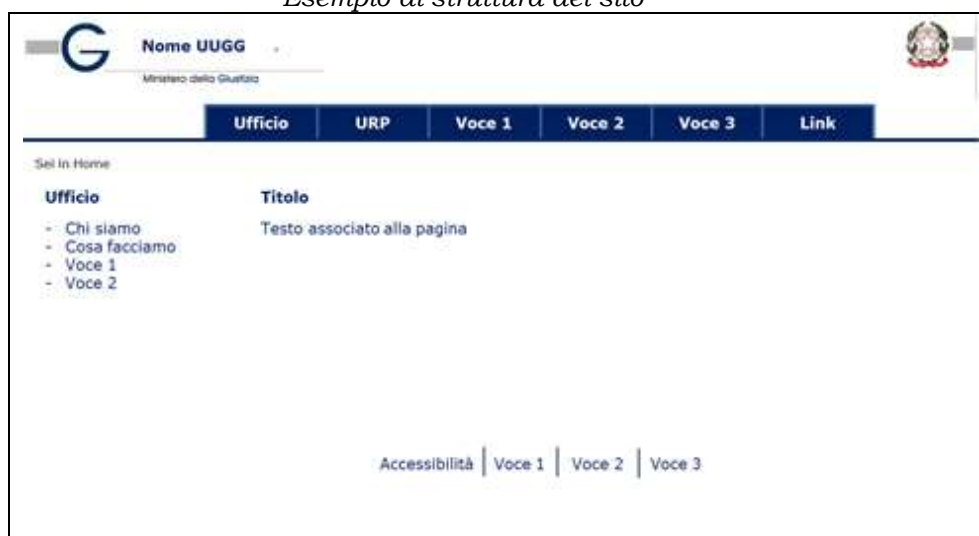 Esempio di struttura del sito
Nome UUGG
Ministero della Giustizia
Ufficio URP Voce 1 Voce 2 Voce 3 Link
Sei in Home
Ufficio
- Chi siamo
- Cosa facciamo
- Voce 1
- Voce 2
Titolo
Testo associato alla pagina
Accessibilità | Voce 1 | Voce 2 | Voce 3